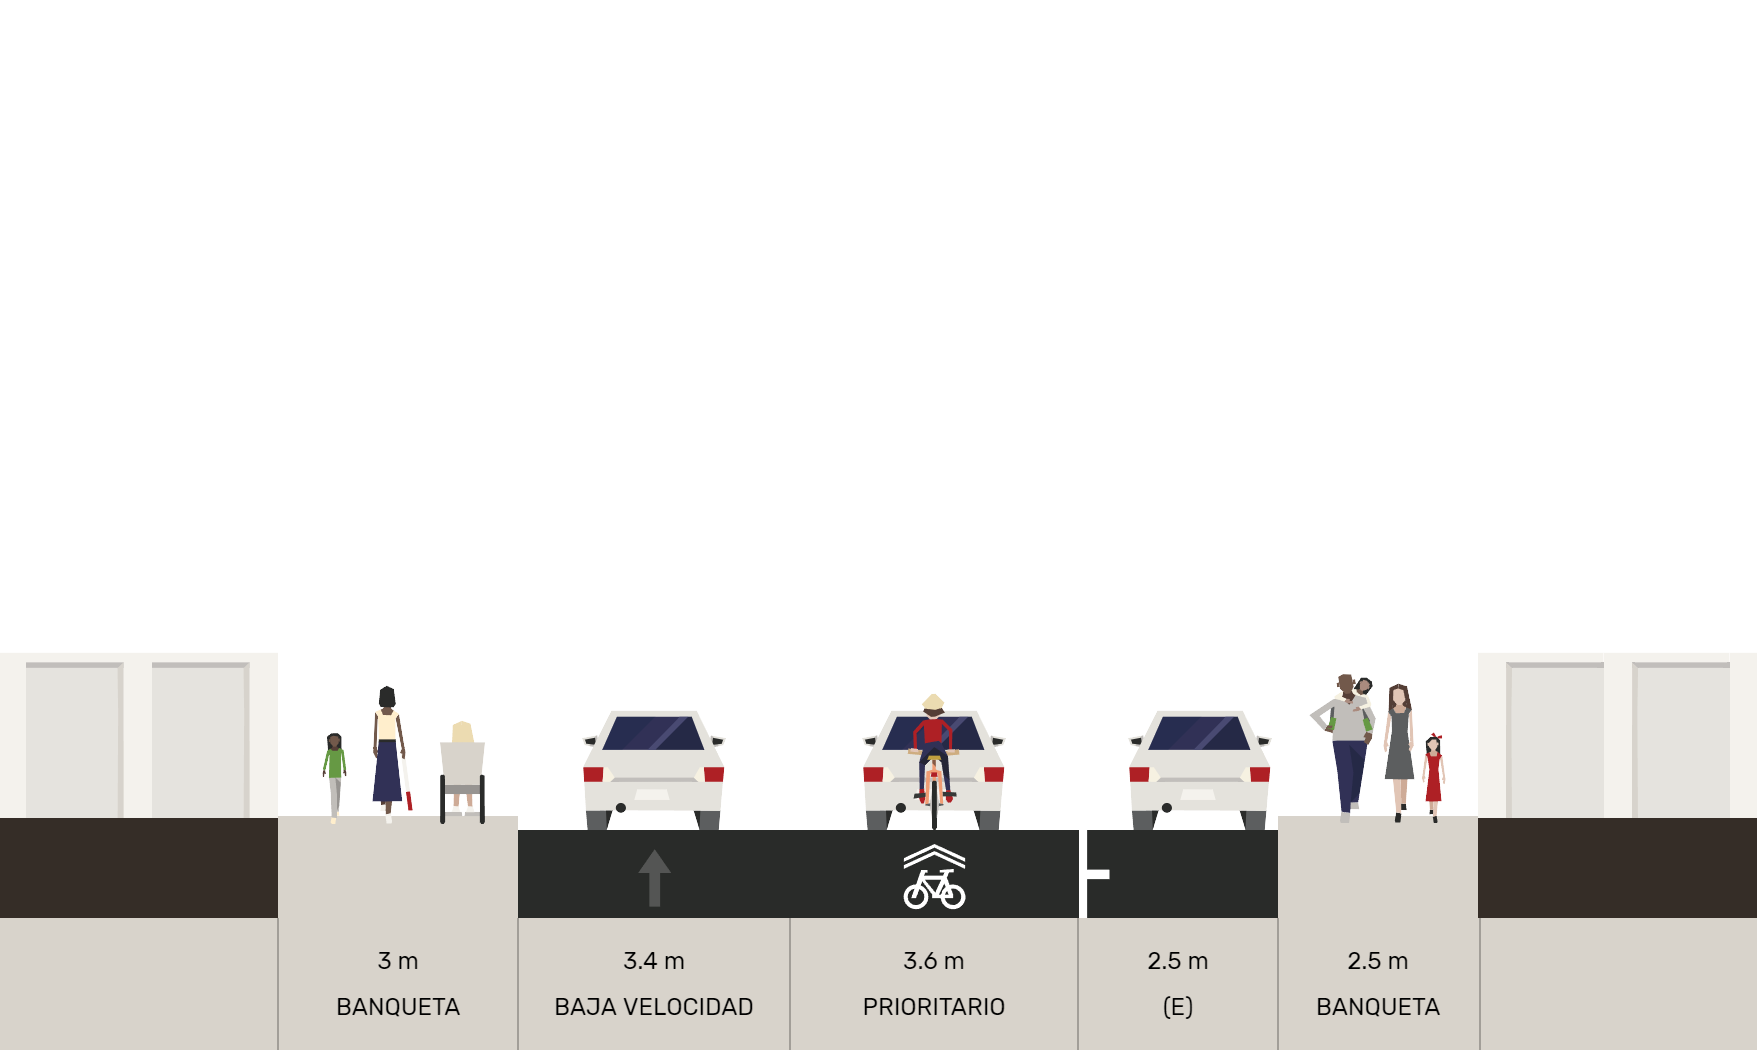 3 m
BANQUETA
3.4 m
BAJA VELOCIDAD
3.6 m
PRIORITARIO
2.5 m
(E)
2.5 m
BANQUETA